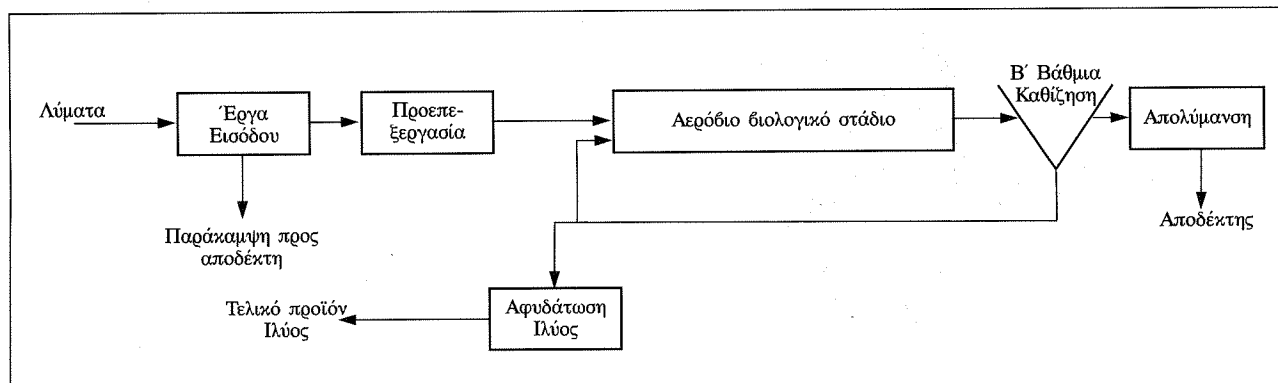 Λύματα
Έργα
Εισόδου
Προεπε-
ξεργασία
Αερόβιο βιολογικό στάδιο
Β΄ Βάθμια
Καθίζηση
Απολύμανση
Παράκαμψη προς
αποδέκτη
Αποδέκτης
Τελικό προϊόν
Ιλύος
Αφυδάτωση
Ιλύος